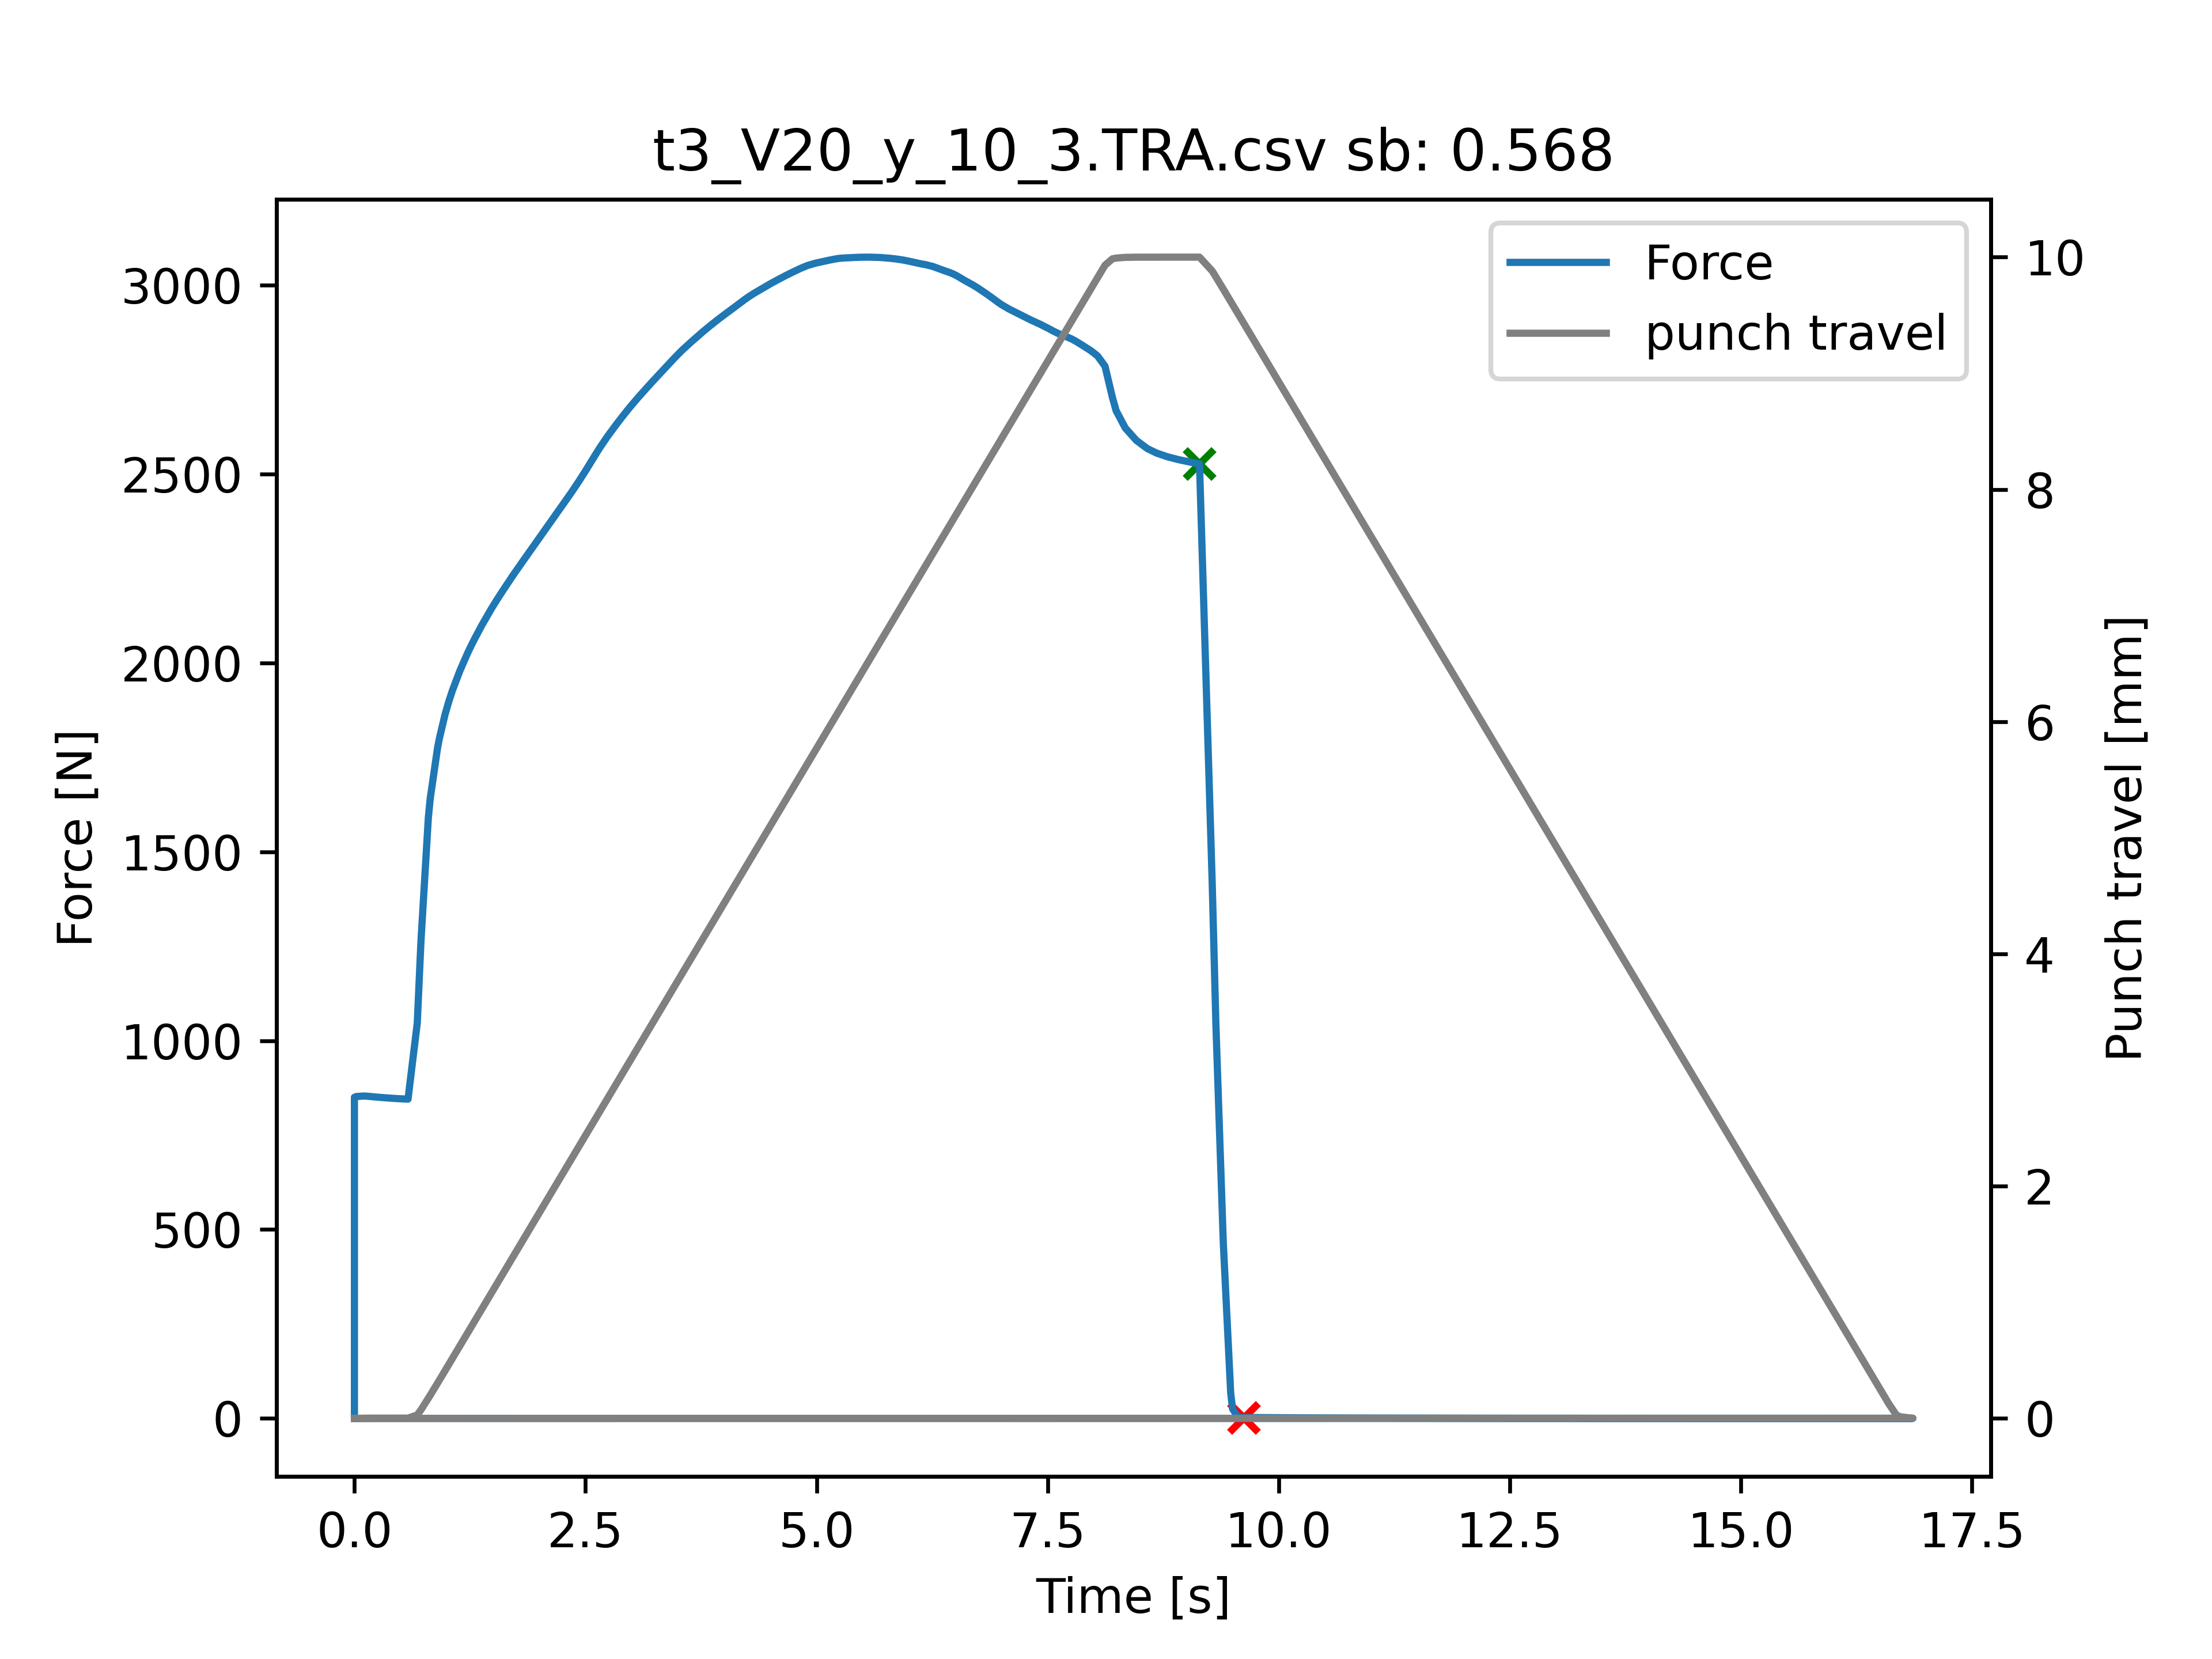 t3_V20_y_10_3.TRA.csv sb: 0.568
Force
punch travel
3000
2500
2000
1500
1000
500
0
Force [N]
10
8
6
4
2
0
Punch travel [mm]
0.0 2.5 5.0 7.5 10.0 12.5 15.0 17.5
Time [s]